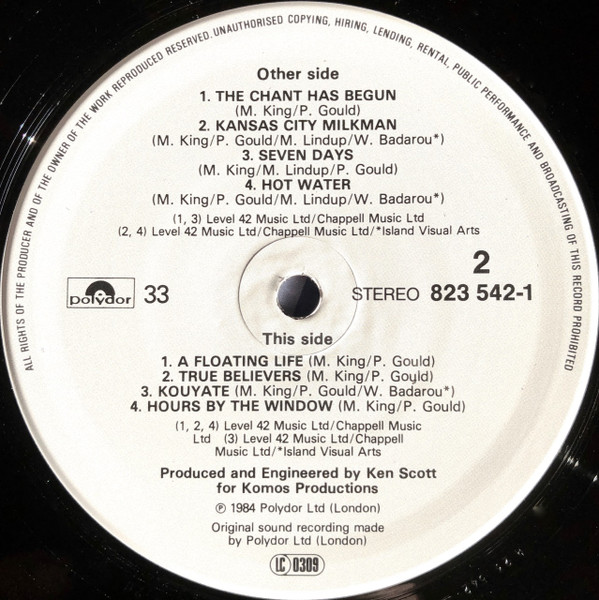 ALL RIGHTS OF THE PRODUCER AND OF THE OWNER OF THE WORK REPRODUCED RESERVED. UNAUTHORISED COPYING, HIRING, LENDING, RENTAL, PUBLIC PERFORMANCE AND BROADCASTING OF THIS RECORD PROHIBITED
Other side
1. THE CHANT HAS BEGUN
(M. King/P. Gould)
2. KANSAS CITY MILKMAN
(M. King/P. Gould/M. Lindup/W. Badarou*)
3. SEVEN DAYS
(M. King/M. Lindup/P. Gould)
4. HOT WATER
(M. King/P. Gould/M. Lindup/W. Badarou*)
(1, 3) Level 42 Music Ltd/Chappell Music Ltd
(2, 4) Level 42 Music Ltd/Chappell Music Ltd/*Island Visual Arts
2
polydor 33 STEREO 823 542-1
This side
1. A FLOATING LIFE (M. King/P. Gould)
2. TRUE BELIEVERS (M. King/P. Gould)
3. KOUYATE (M. King/P. Gould/W. Badarou*)
4. HOURS BY THE WINDOW (M. King/P. Gould)
(1, 2, 4) Level 42 Music Ltd/Chappell Music
Ltd (3) Level 42 Music Ltd/Chappell
Music Ltd/*Island Visual Arts
Produced and Engineered by Ken Scott
for Komos Productions
℗ 1984 Polydor Ltd (London)
Original sound recording made
by Polydor Ltd (London)
LC 0309